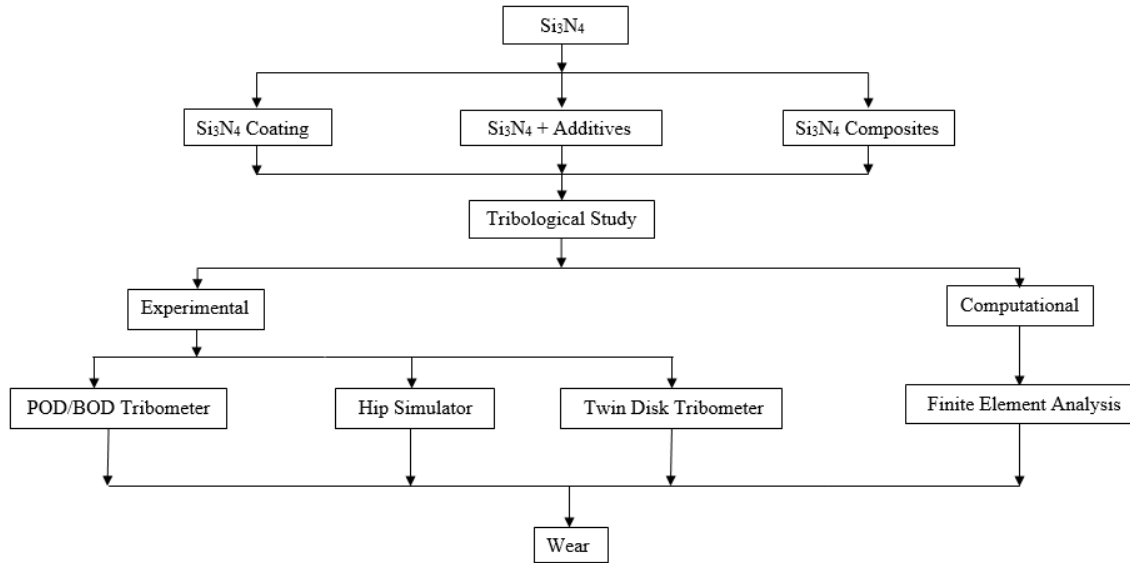 Si₃N₄
Si₃N₄ Coating
Si₃N₄ + Additives
Si₃N₄ Composites
Tribological Study
Experimental
Computational
POD/BOD Tribometer
Hip Simulator
Twin Disk Tribometer
Finite Element Analysis
Wear